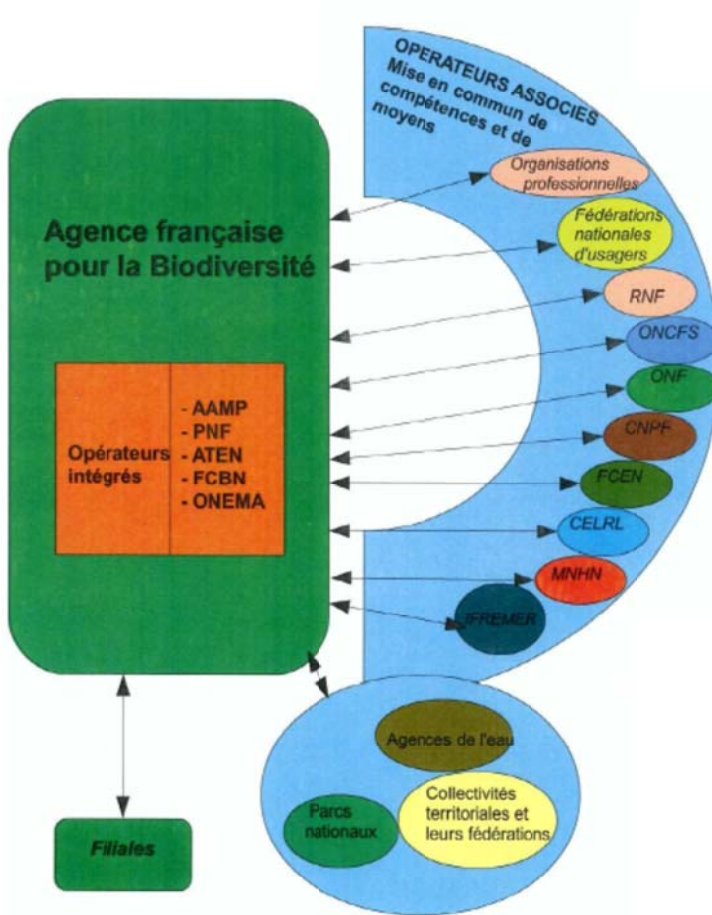 OPERATEURS ASSOCIES
Mise en commun de
compétences et de
moyens
Organisations
professionnelles
Fédérations
nationales
d'usagers
RNF
ONCFS
ONF
CNPF
FCEN
CELRL
MNHN
IFREMER
Agence française
pour la Biodiversité
Opérateurs
intégrés
- AAMP
- PNF
- ATEN
- FCBN
- ONEMA
Agences de l'eau
Parcs
nationaux
Collectivités
territoriales et
leurs fédérations
Filiales